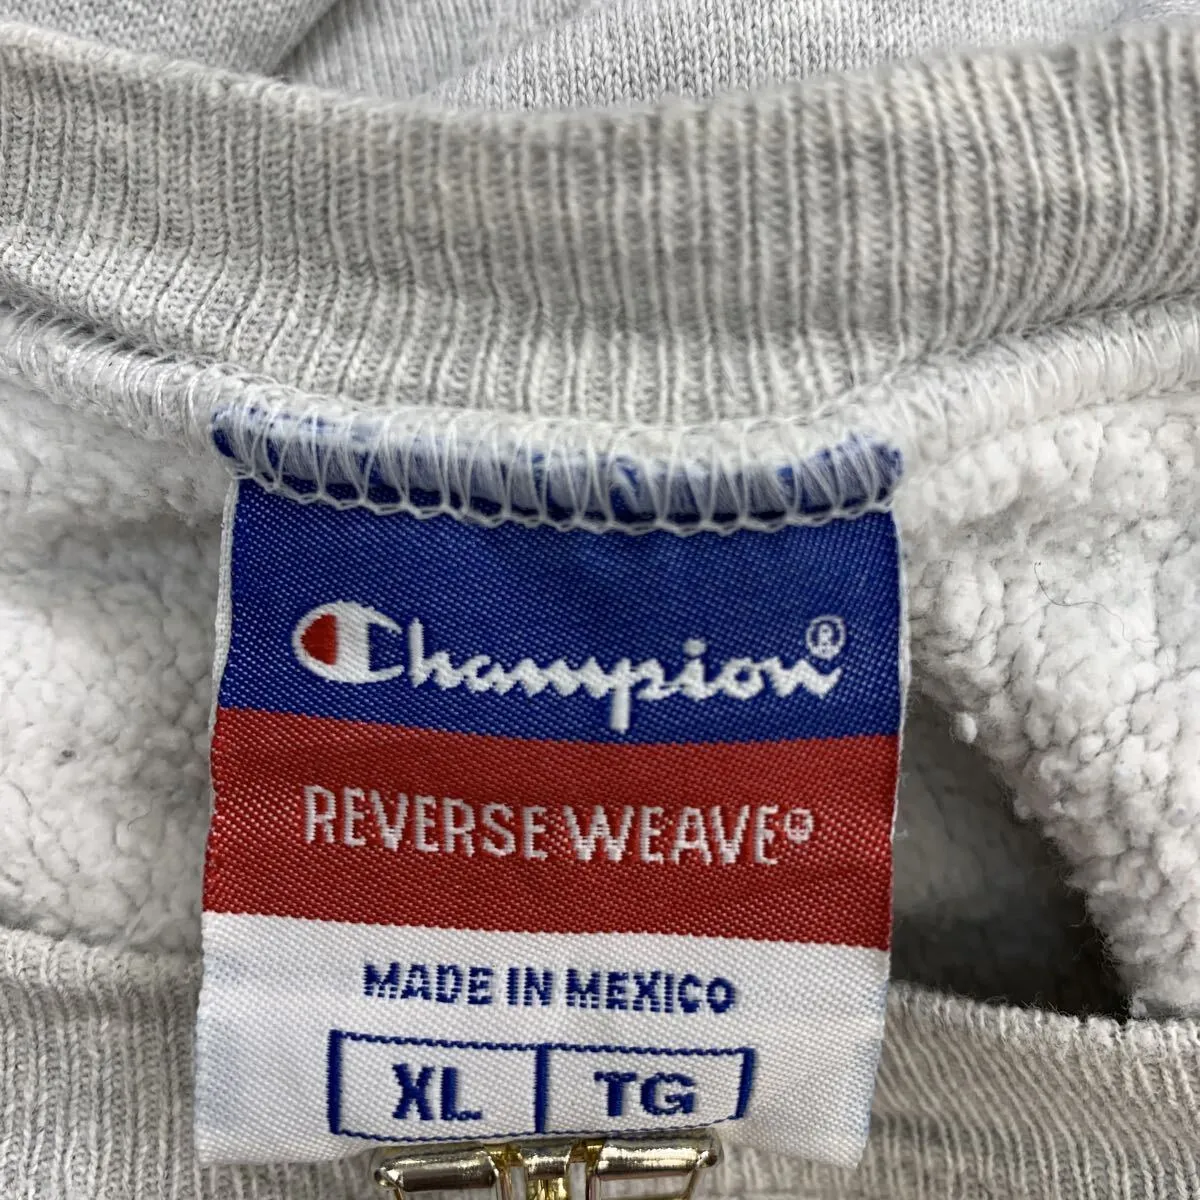 Champion®
REVERSE WEAVE®
MADE IN MEXICO
XL TG